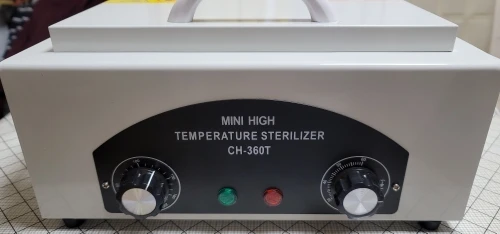 MINI HIGH
TEMPERATURE STERILIZER
CH-360T